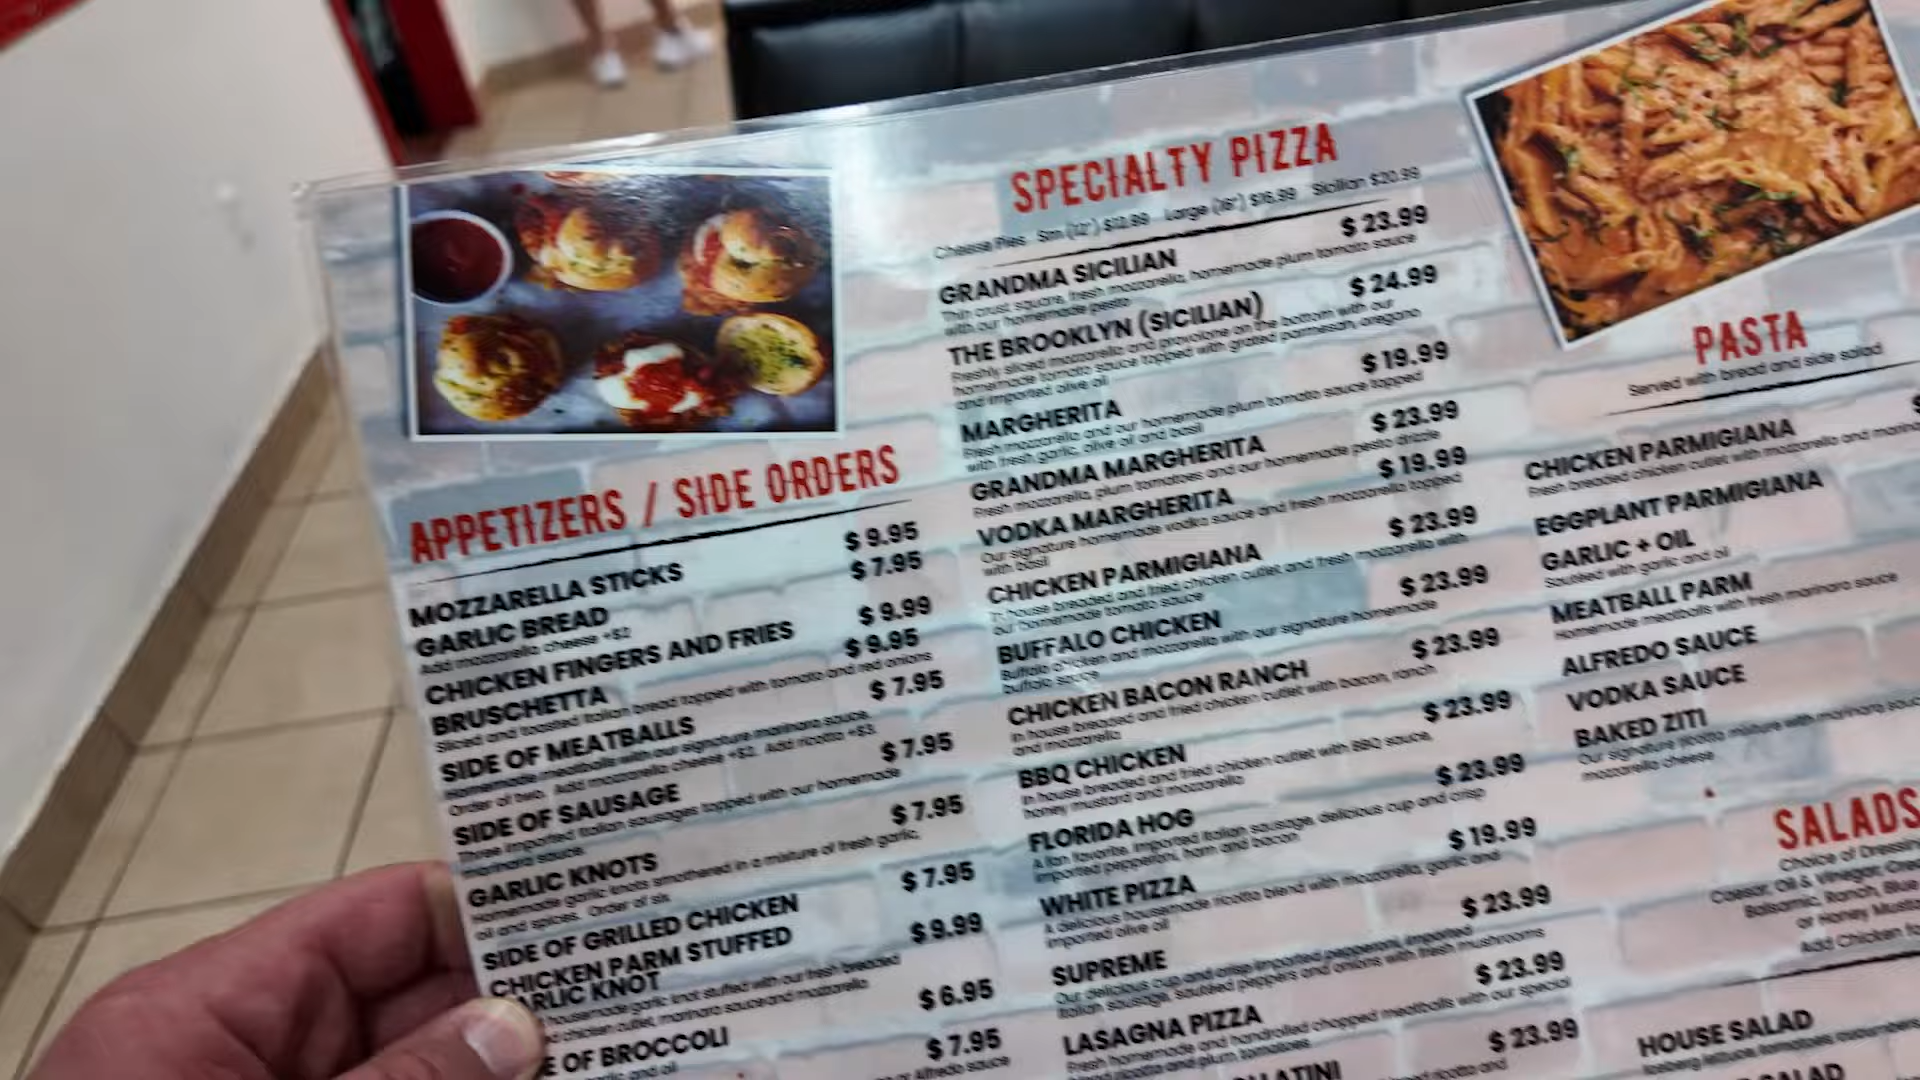 APPETIZERS / SIDE ORDERS
MOZZARELLA STICKS $9.95
GARLIC BREAD $7.95
Add mozzarella cheese +$2
CHICKEN FINGERS AND FRIES $9.99
BRUSCHETTA $9.95
Sliced and toasted Italian bread topped with tomato and red onions
SIDE OF MEATBALLS $7.95
Homemade meatballs with our signature marinara sauce.
Order of two. Add mozzarella cheese +$2. Add ricotta +$3.
SIDE OF SAUSAGE $7.95
Three imported Italian sausages topped with our homemade
marinara sauce.
GARLIC KNOTS $7.95
Homemade garlic knots smothered in a mixture of fresh garlic,
oil and spices. Order of six.
SIDE OF GRILLED CHICKEN $7.95
CHICKEN PARM STUFFED $9.99
ARLIC KNOT
housemade garlic knot stuffed with our fresh breaded
chicken cutlet, marinara sauce and mozzarella
E OF BROCCOLI $6.95
garlic and oil
$7.95
or Alfredo sauce
SPECIALTY PIZZA
Cheese Pies Sm (12") $12.99 Large (16") $16.99 Sicilian $20.99
GRANDMA SICILIAN $23.99
Thin crust square, fresh mozzarella, homemade plum tomato sauce
with our homemade pesto
THE BROOKLYN (SICILIAN) $24.99
Freshly sliced mozzarella and provolone on the bottom with our
homemade tomato sauce topped with grated parmesan, oregano
and imported olive oil
MARGHERITA $19.99
Fresh mozzarella and our homemade plum tomato sauce topped
with fresh garlic, olive oil and basil
GRANDMA MARGHERITA $23.99
Fresh mozzarella, plum tomatoes and our homemade pesto drizzle
VODKA MARGHERITA $19.99
Our signature homemade vodka sauce and fresh mozzarella topped
with basil
CHICKEN PARMIGIANA $23.99
In house breaded and fried chicken cutlet and fresh mozzarella with
our homemade tomato sauce
BUFFALO CHICKEN $23.99
Buffalo chicken and mozzarella with our signature homemade
buffalo sauce
CHICKEN BACON RANCH $23.99
In house breaded and fried chicken cutlet with bacon, ranch
and mozzarella
BBQ CHICKEN $23.99
In house breaded and fried chicken cutlet with BBQ sauce,
honey mustard and mozzarella
FLORIDA HOG $23.99
A fan favorite. Imported Italian sausage, delicious cup and crisp
imported pepperoni, ham and bacon
WHITE PIZZA $19.99
A delicious housemade ricotta blend with mozzarella, garlic and
imported olive oil
SUPREME $23.99
Our delicious cup and crisp imported pepperoni, imported
Italian sausage, sautéed peppers and onions with fresh mushrooms
LASAGNA PIZZA $23.99
Fresh homemade and handrolled chopped meatballs with our special
blend ricotta and plum tomatoes.
ALATINI $23.99
blend ricotta and
PASTA
Served with bread and side salad
CHICKEN PARMIGIANA $
Fresh breaded chicken cutlet with mozzarella and marina
EGGPLANT PARMIGIANA
GARLIC + OIL
Sautéed with garlic and oil
MEATBALL PARM
Homemade meatballs with fresh marinara sauce
ALFREDO SAUCE
VODKA SAUCE
BAKED ZITI
Our signature ricotta mixture with marinara sauc
mozzarella cheese
SALADS
Choice of Dressin
Caesar, Oil & Vinegar, Gree
Balsamic, Ranch, Blue
or Honey Musta
Add Chicken fo
HOUSE SALAD
Iceberg lettuce, tomatoes, cucumbers
SALAD